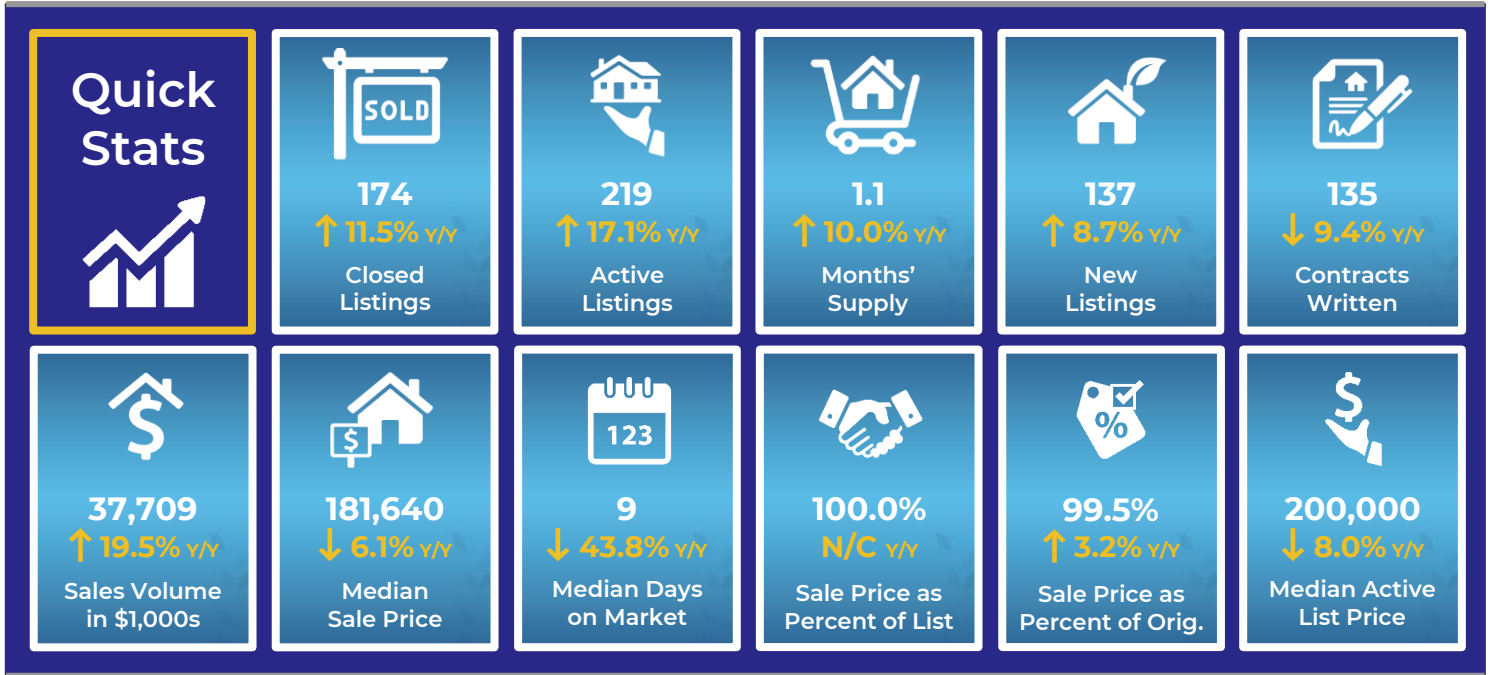 Quick
Stats
SOLD
174
↑ 11.5% Y/Y
Closed
Listings
219
↑ 17.1% Y/Y
Active
Listings
1.1
↑ 10.0% Y/Y
Months’
Supply
137
↑ 8.7% Y/Y
New
Listings
135
↓ 9.4% Y/Y
Contracts
Written
$
37,709
↑ 19.5% Y/Y
Sales Volume
in $1,000s
$
181,640
↓ 6.1% Y/Y
Median
Sale Price
123
9
↓ 43.8% Y/Y
Median Days
on Market
100.0%
N/C Y/Y
Sale Price as
Percent of List
%
99.5%
↑ 3.2% Y/Y
Sale Price as
Percent of Orig.
$
200,000
↓ 8.0% Y/Y
Median Active
List Price